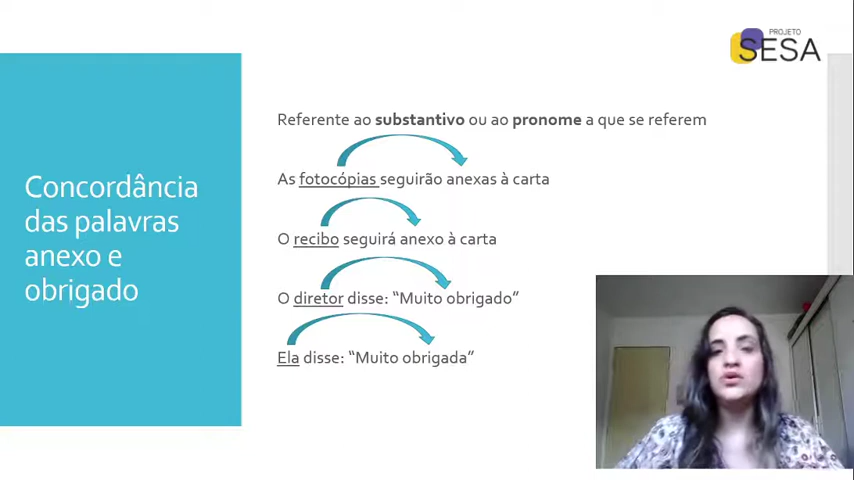 PROJETO
SESA
Concordância
das palavras
anexo e
obrigado
Referente ao substantivo ou ao pronome a que se referem
As fotocópias seguirão anexas à carta
O recibo seguirá anexo à carta
O diretor disse: “Muito obrigado”
Ela disse: “Muito obrigada”